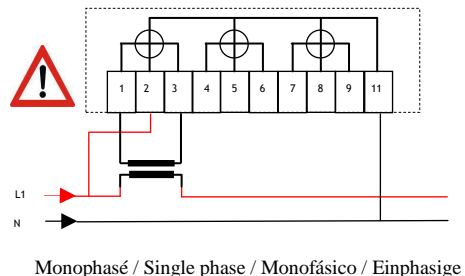 1 2 3 4 5 6 7 8 9 11
L1
N
Monophasé / Single phase / Monofásico / Einphasige